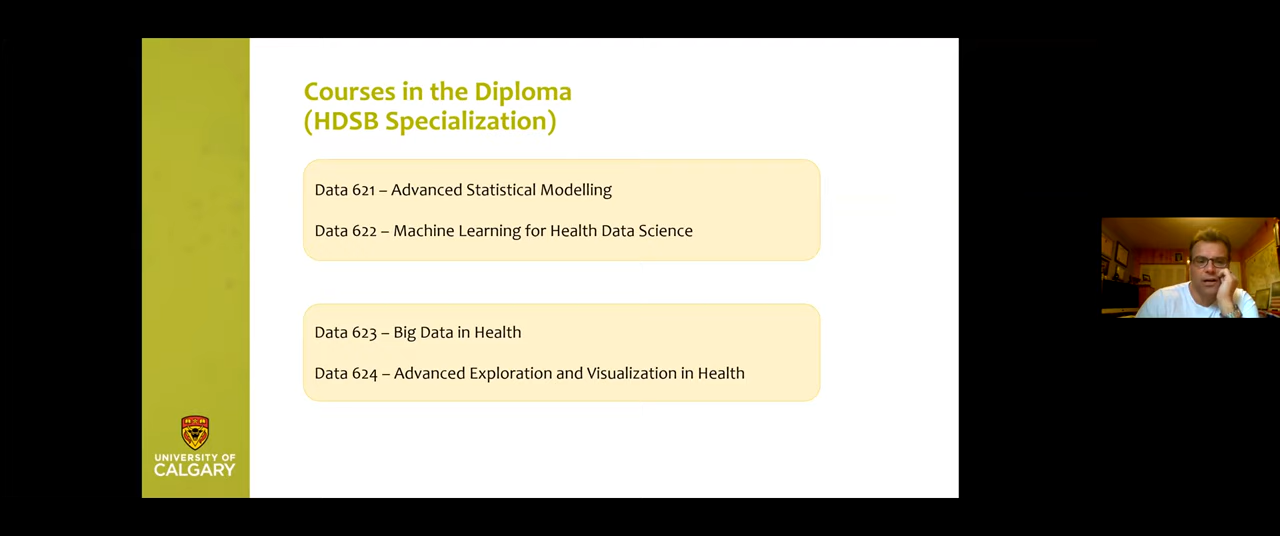 Courses in the Diploma
(HDSB Specialization)
Data 621 – Advanced Statistical Modelling
Data 622 – Machine Learning for Health Data Science
Data 623 – Big Data in Health
Data 624 – Advanced Exploration and Visualization in Health
UNIVERSITY OF
CALGARY